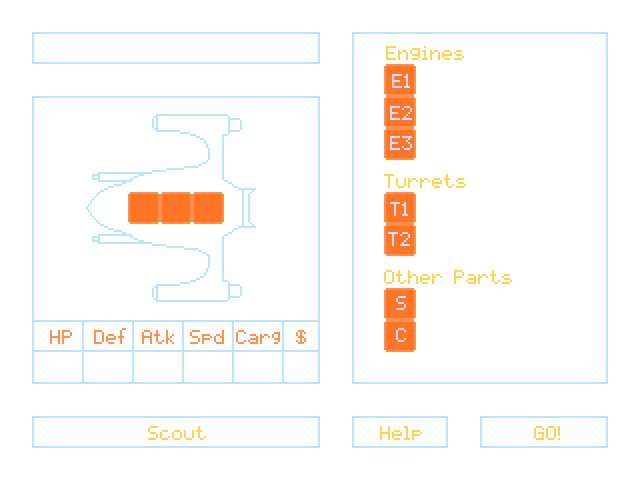 Engines
E1
E2
E3
Turrets
T1
T2
Other Parts
S
C
HP Def Atk Spd Carg $
Scout
Help
GO!